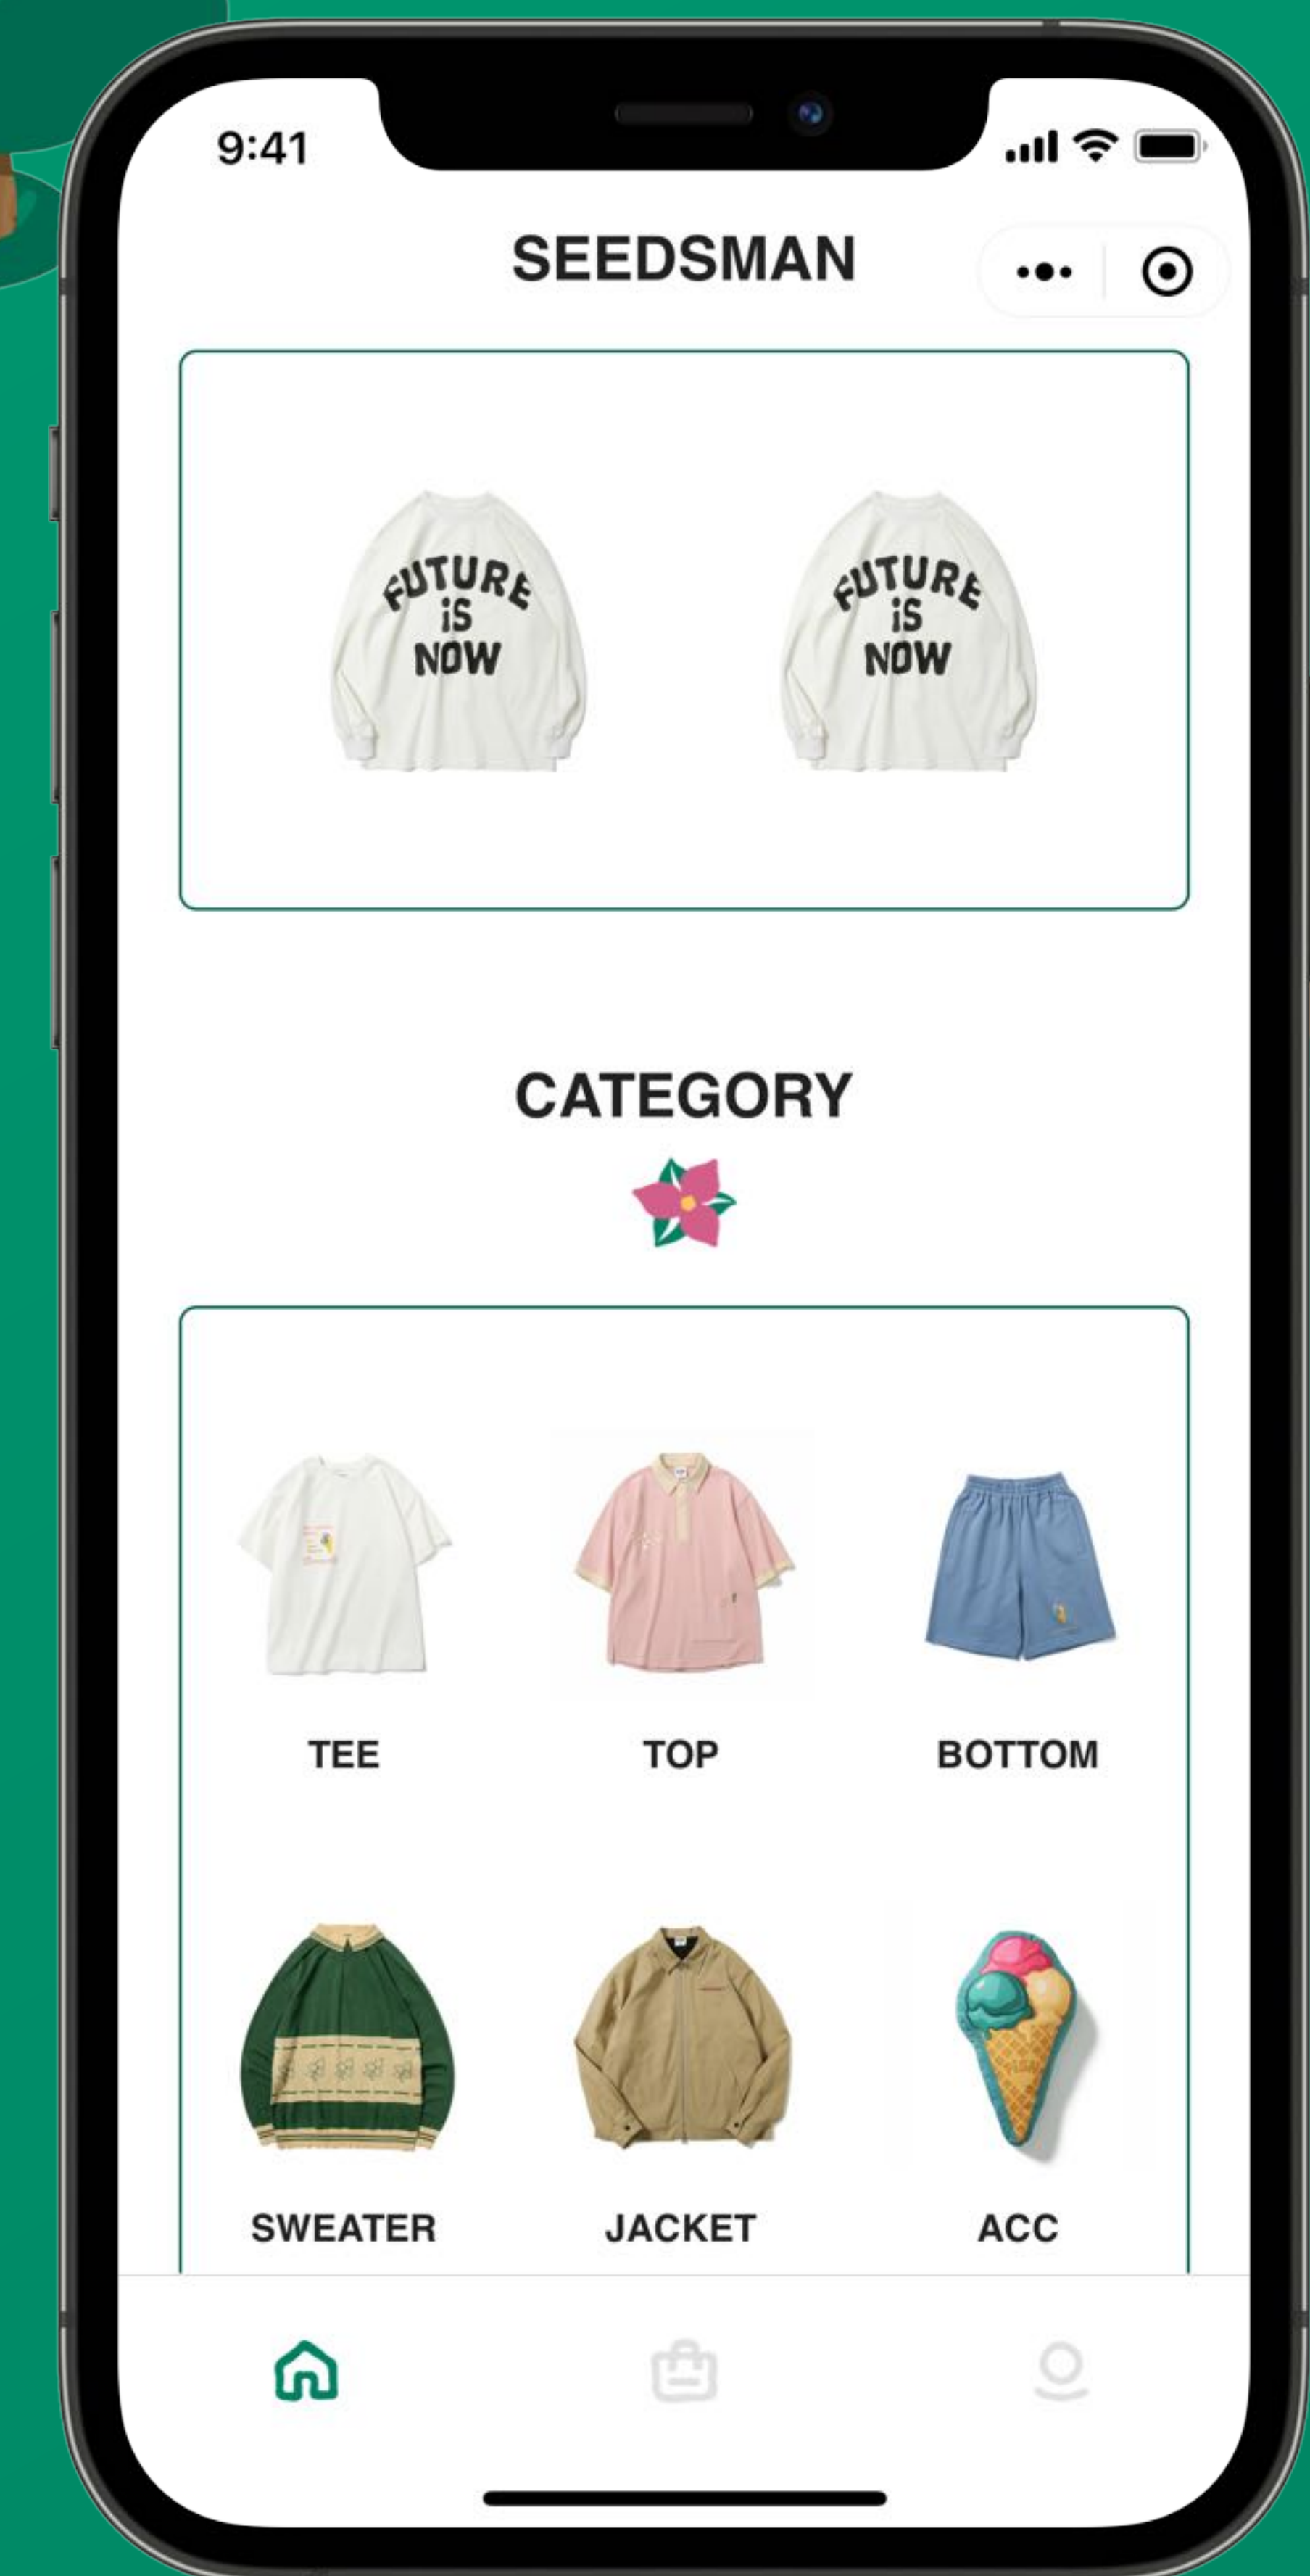 9:41
SEEDSMAN
FUTURE
iS
NOW
FUTURE
iS
NOW
CATEGORY
TEE
TOP
BOTTOM
SWEATER
JACKET
ACC